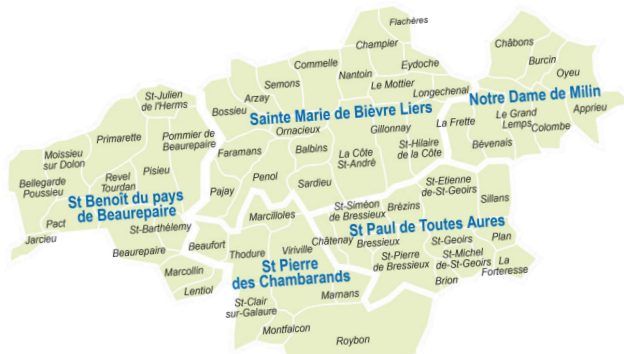 Flachères
Champier
Châbons
Commelle
Eydoche
Burcin
Nantoin
Oyeu
Semons
Le Mottier
St-Julien
de l'Herms
Arzay
Longechenal
Notre Dame de Milin
Bossieu
Sainte Marie de Bièvre Liers
Apprieu
Primarette
Pommier de
Beaurepaire
Ornacieux
Gillonnay
La Frette
Le Grand
Lemps
Colombe
Moissieu
sur Dolon
Faramans
Balbins
La Côte
St-André
St-Hilaire
de la Côte
Bévenais
Bellegarde
Poussieu
Revel
Tourdan
Pisieu
Penol
Sardieu
St-Etienne
de-St-Geoirs
Pajay
St Benoît du pays
de Beaurepaire
Sillans
Marcilloles
St-Siméon
de Bressieux
Brézins
Pact
St-Barthélemy
St Paul de Toutes Aures
Jarcieu
Beaurepaire
Beaufort
Thodure
Viriville
Châtenay
Bressieux
St-Geoirs
Plan
St-Pierre
de Bressieux
St-Michel
de-St-Geoirs
La
Forteresse
Marcollin
St Pierre
des Chambarands
Brion
Lentiol
St-Clair
sur-Galaure
Marnans
Montfalcon
Roybon